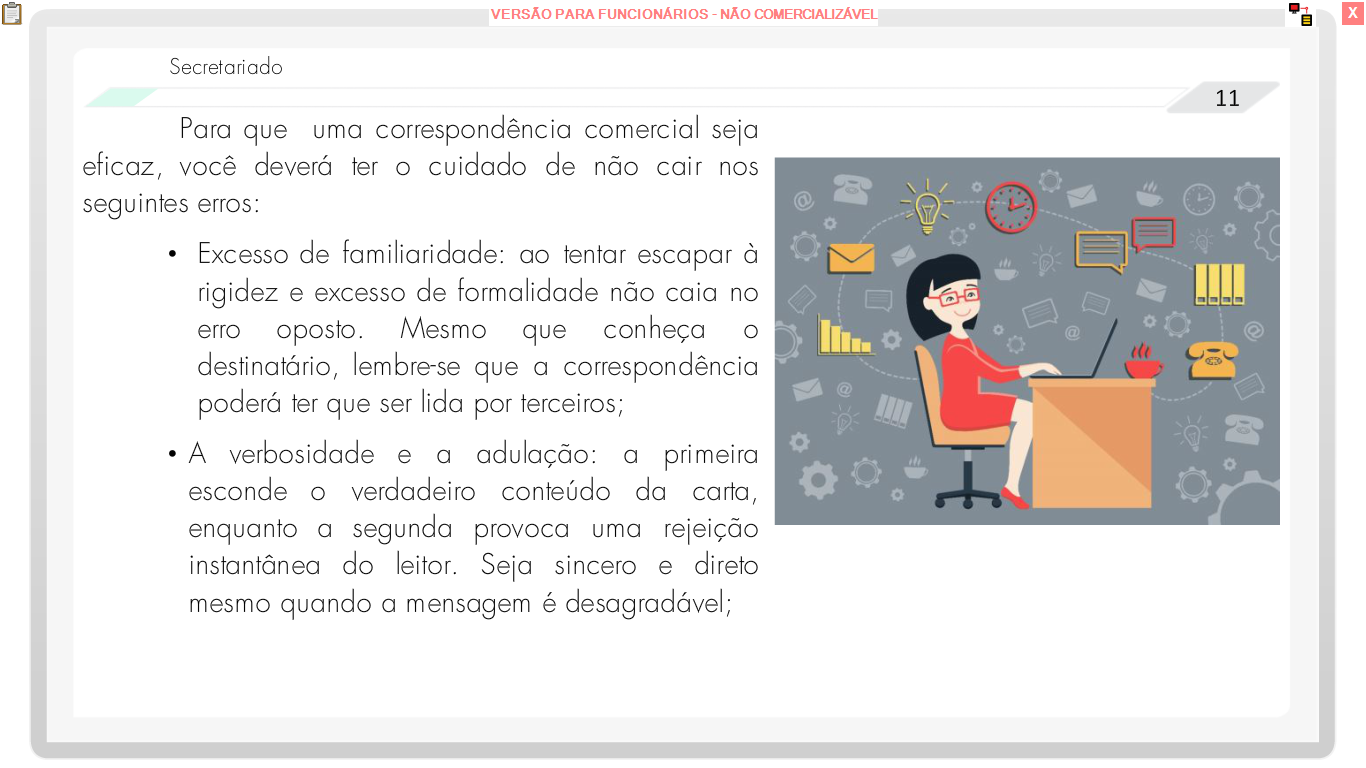 VERSÃO PARA FUNCIONÁRIOS - NÃO COMERCIALIZÁVEL
X
Secretariado
11
Para que uma correspondência comercial seja
eficaz, você deverá ter o cuidado de não cair nos
seguintes erros:
• Excesso de familiaridade: ao tentar escapar à
rigidez e excesso de formalidade não caia no
erro oposto. Mesmo que conheça o
destinatário, lembre-se que a correspondência
poderá ter que ser lida por terceiros;
• A verbosidade e a adulação: a primeira
esconde o verdadeiro conteúdo da carta,
enquanto a segunda provoca uma rejeição
instantânea do leitor. Seja sincero e direto
mesmo quando a mensagem é desagradável;